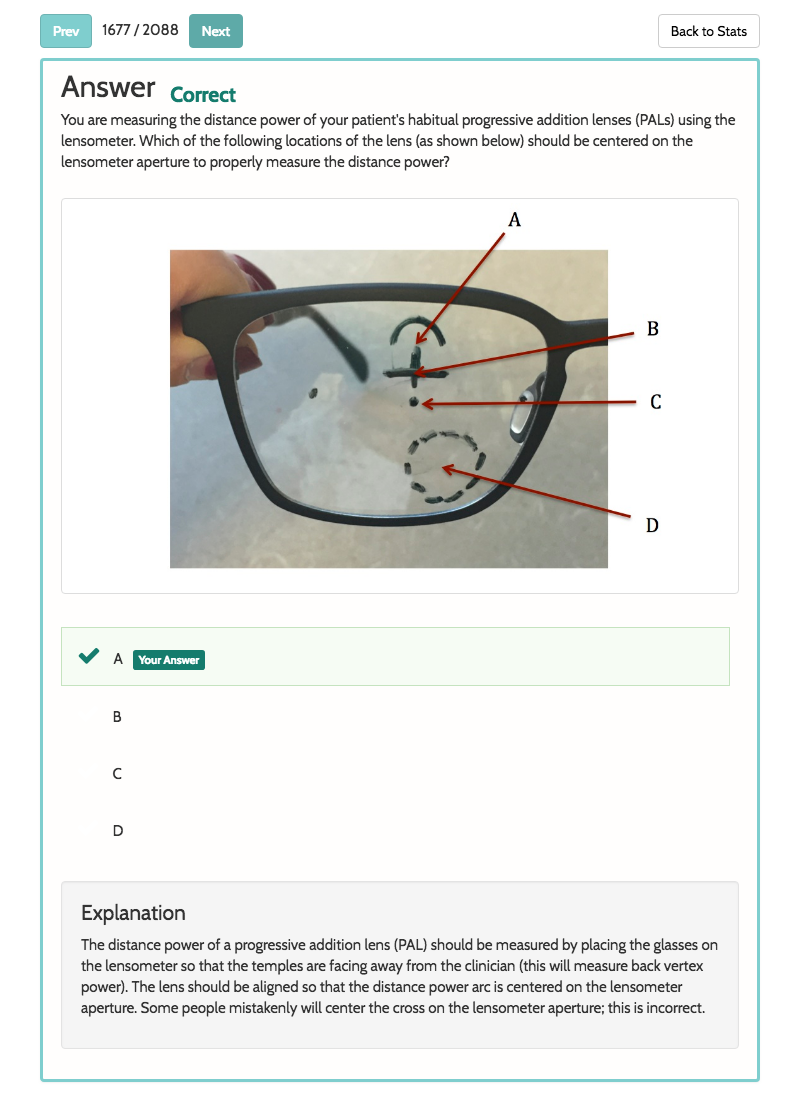 Prev 1677 / 2088 Next Back to Stats
Answer Correct
You are measuring the distance power of your patient's habitual progressive addition lenses (PALs) using the
lensometer. Which of the following locations of the lens (as shown below) should be centered on the
lensometer aperture to properly measure the distance power?
A
B
C
D
A Your Answer
B
C
D
Explanation
The distance power of a progressive addition lens (PAL) should be measured by placing the glasses on
the lensometer so that the temples are facing away from the clinician (this will measure back vertex
power). The lens should be aligned so that the distance power arc is centered on the lensometer
aperture. Some people mistakenly will center the cross on the lensometer aperture; this is incorrect.